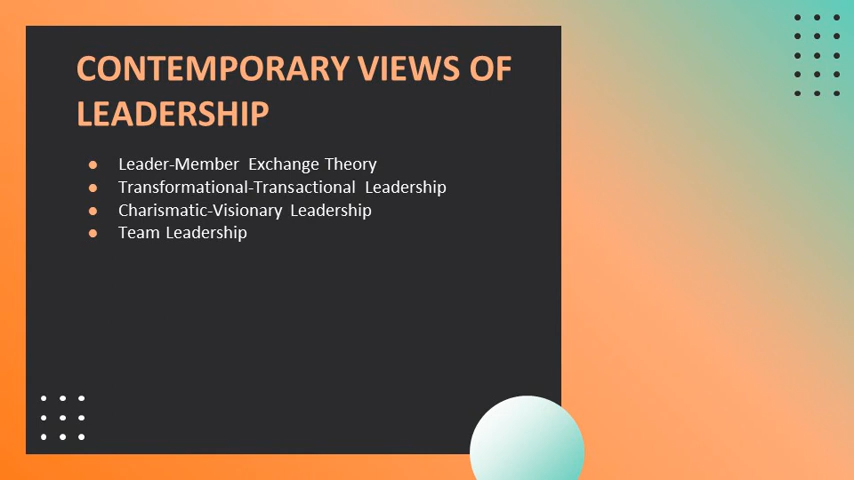 CONTEMPORARY VIEWS OF
LEADERSHIP
● Leader-Member Exchange Theory
● Transformational-Transactional Leadership
● Charismatic-Visionary Leadership
● Team Leadership